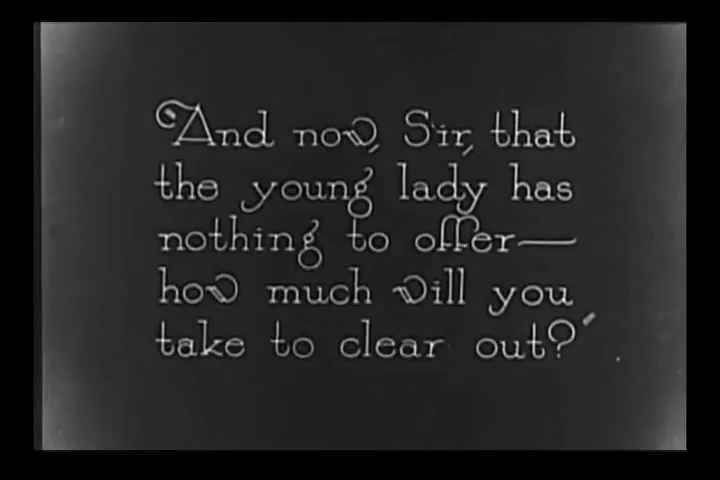 "And now, Sir, that
the young lady has
nothing to offer—
how much will you
take to clear out?"